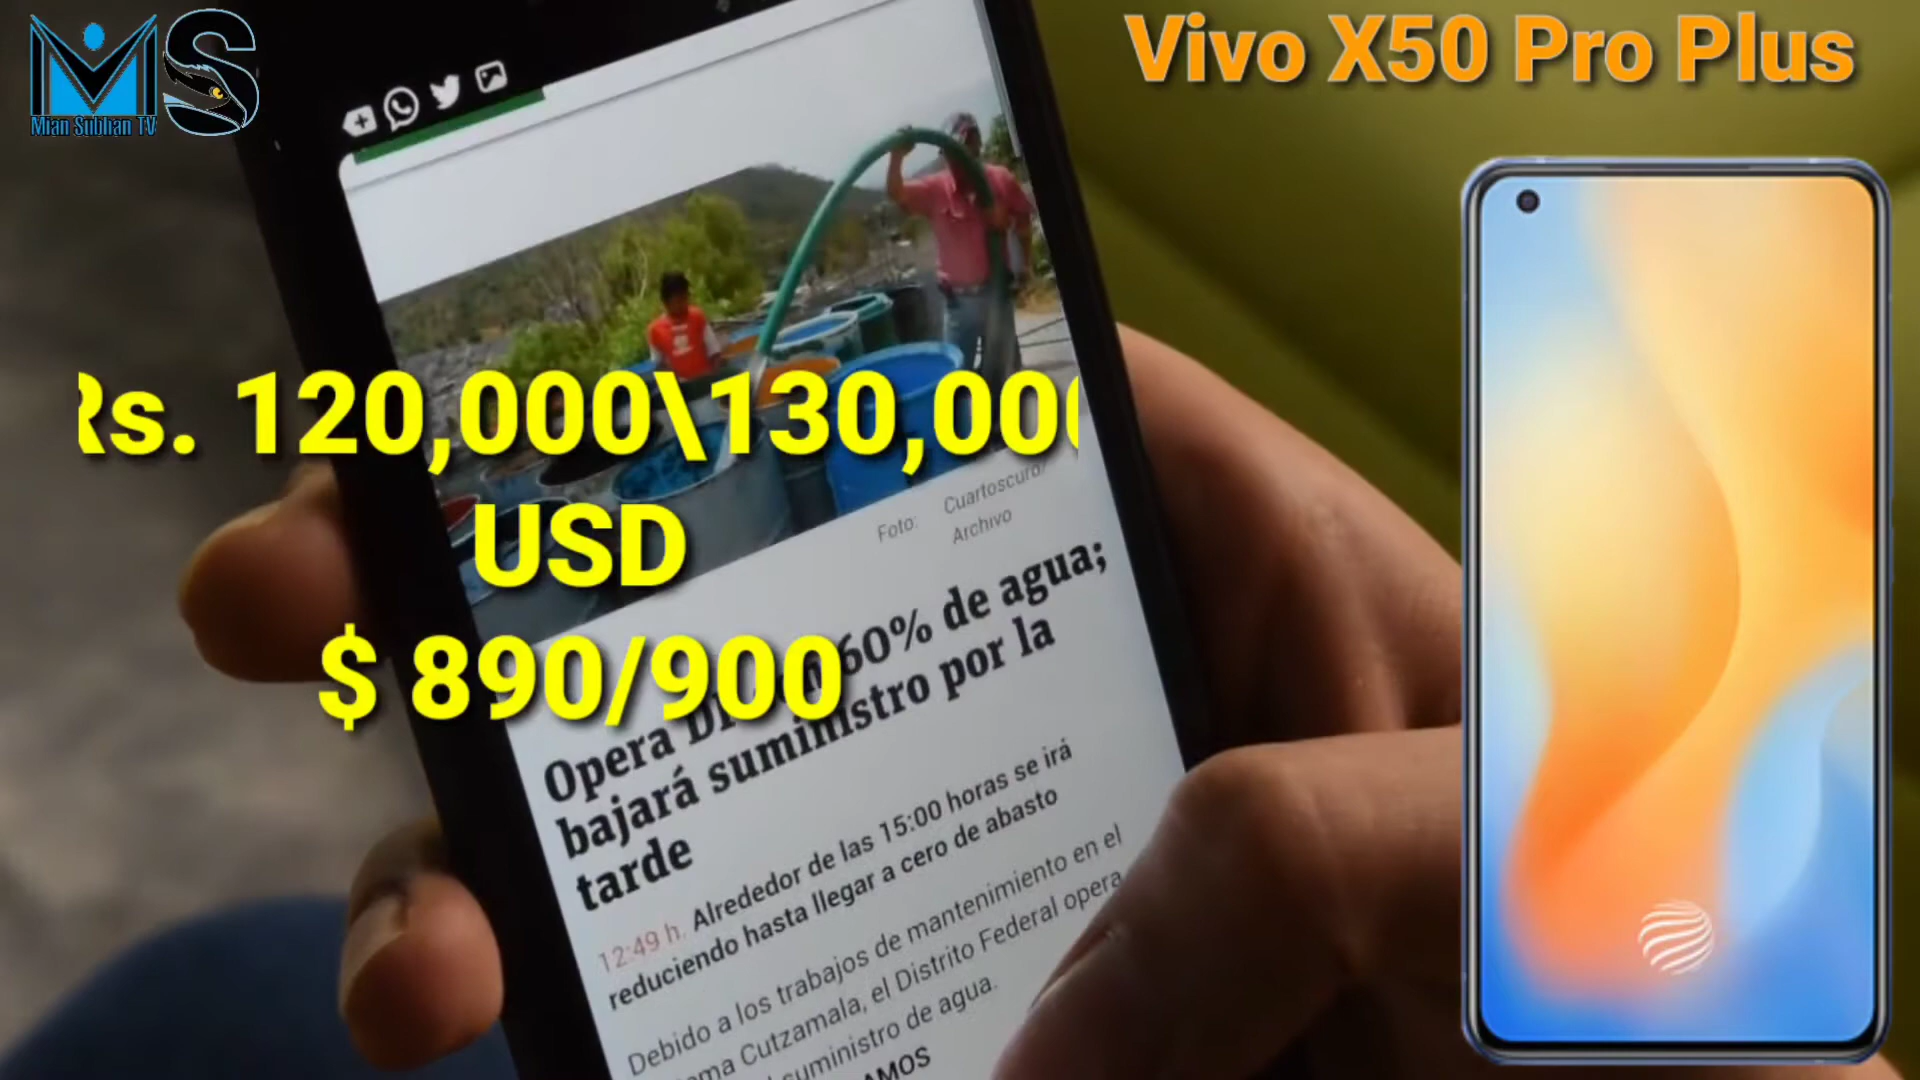 MS
Mian Subhan TV
Vivo X50 Pro Plus
Rs. 120,000\130,000
USD
$ 890/900
Foto: Cuartoscuro/
Archivo
Opera 60% de agua;
bajará suministro por la
tarde
12:49 h. Alrededor de las 15:00 horas se irá
reduciendo hasta llegar a cero de abasto
Debido a los trabajos de mantenimiento en el
Cutzamala, el Distrito Federal opera
suministro de agua.